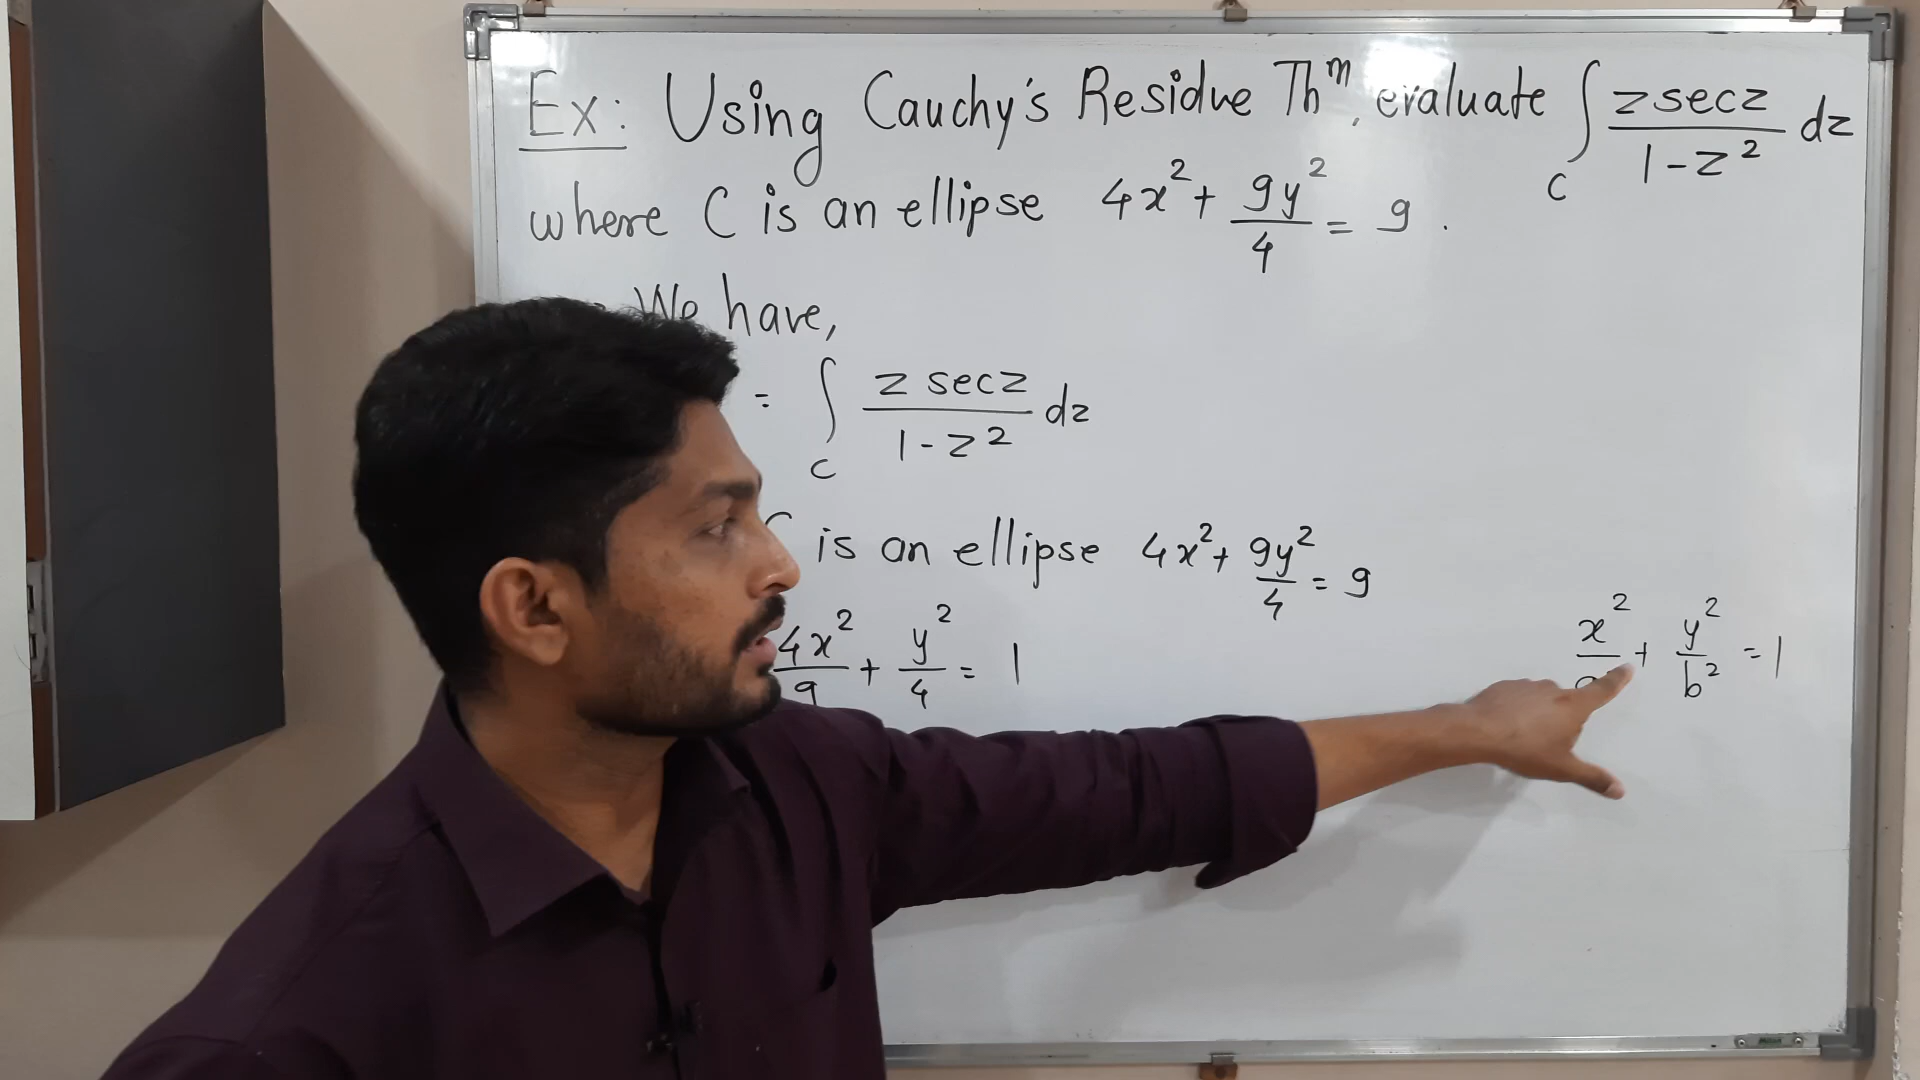 Ex: Using Cauchy's Residue Thᵐ, evaluate ∫_C (z sec z)/(1-z²) dz
where C is an ellipse 4x² + 9y²/4 = 9.
We have,
= ∫_C (z sec z)/(1-z²) dz
C is an ellipse 4x² + 9y²/4 = 9
4x²/9 + y²/4 = 1
x²/ + y²/b² = 1